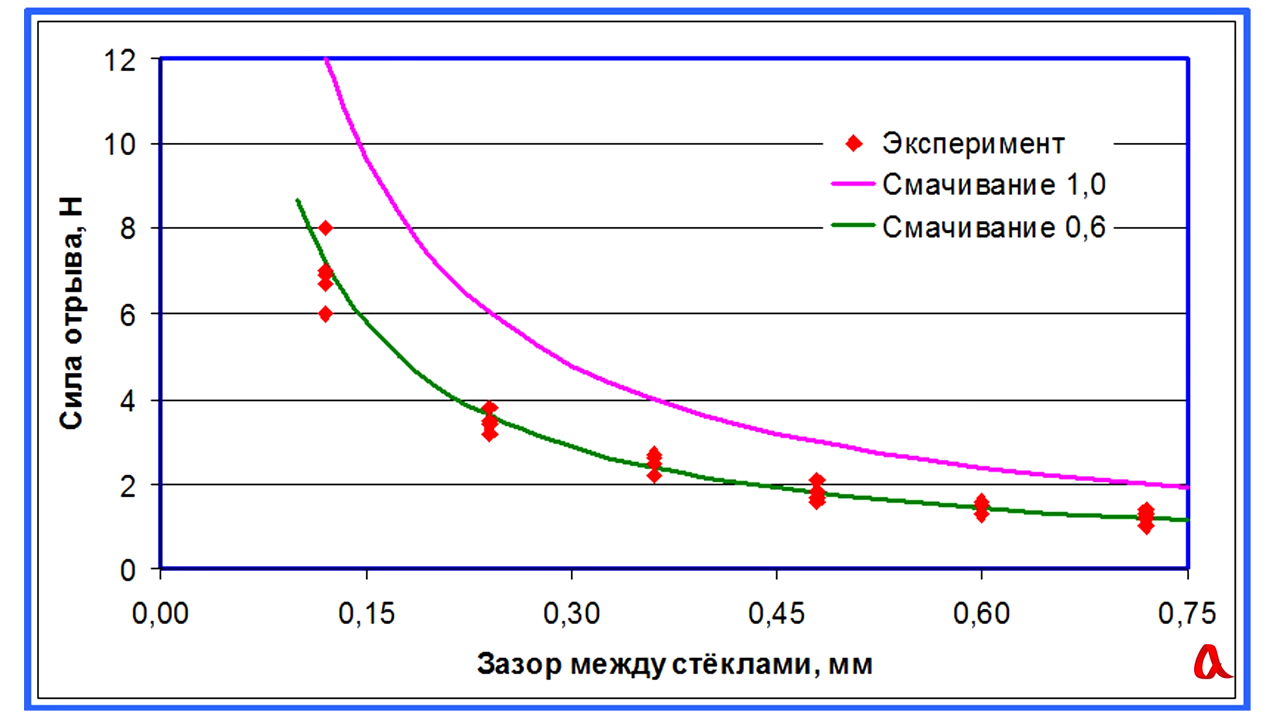 12
10
8
6
4
2
0
Сила отрыва, Н
Эксперимент
Смачивание 1,0
Смачивание 0,6
0,00 0,15 0,30 0,45 0,60 0,75
Зазор между стёклами, мм
а